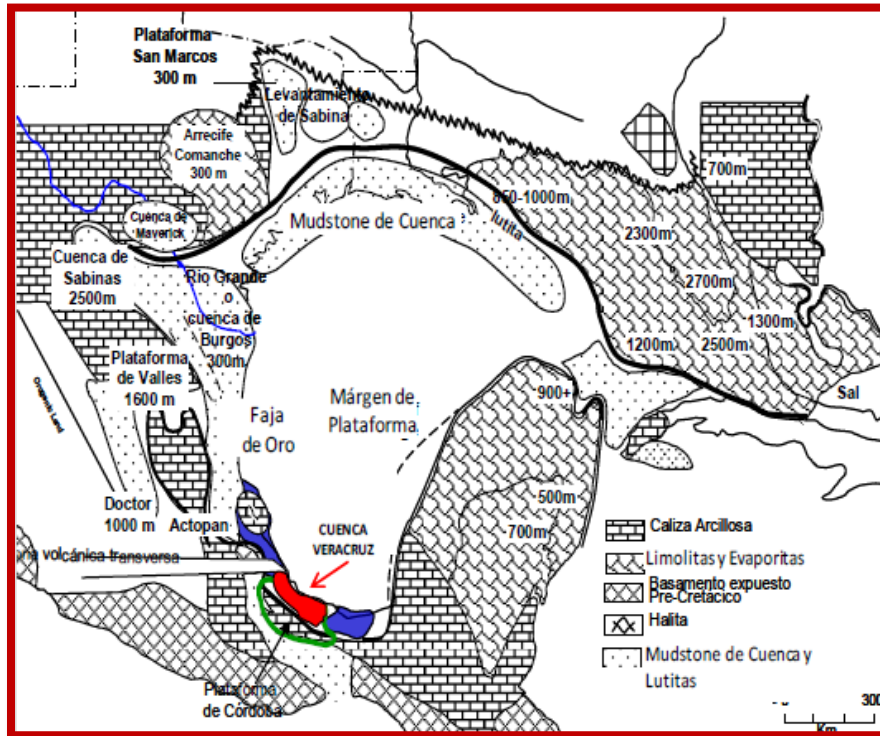 Plataforma
San Marcos
300 m
Levantamiento
de Sabina
Arrecife
Comanche
300 m
700m
850-1000m
lutita
Mudstone de Cuenca
2300m
Cuenca de
Maverick
Cuenca de
Sabinas
2500m
Rio Grande
o
cuenca de
Burgos
300m
2700m
1300m
1200m
2500m
Plataforma
de Valles
1600 m
Sal
900+
Márgen de
Plataforma
Faja
de Oro
Doctor
1000 m
Actopan
500m
700m
CUENCA
VERACRUZ
volcánica transversa
Plataforma
de Córdoba
Caliza Arcillosa
Limolitas y Evaporitas
Basamento expuesto
Pre-Cretácico
Halita
Mudstone de Cuenca y
Lutitas
300
Km